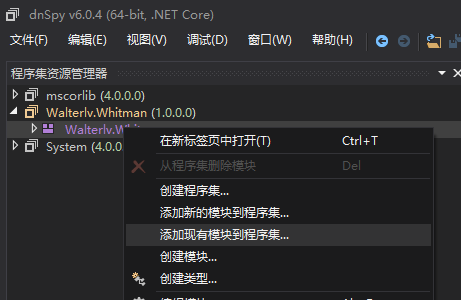 dnSpy v6.0.4 (64-bit, .NET Core)
文件(F) 编辑(E) 视图(V) 调试(D) 窗口(W) 帮助(H)
程序集资源管理器
mscorlib (4.0.0.0)
Walterlv.Whitman (1.0.0.0)
Walterlv.Whit
System (4.0.0
在新标签页中打开(T) Ctrl+T
从程序集删除模块 Del
创建程序集...
添加新的模块到程序集...
添加现有模块到程序集...
创建模块...
创建类型...